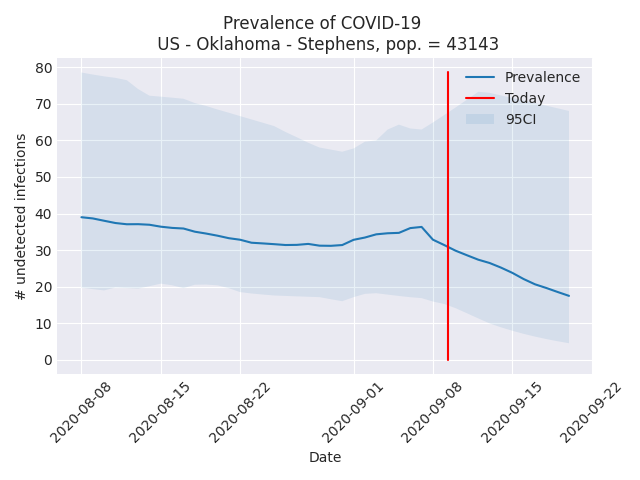 Prevalence of COVID-19
US - Oklahoma - Stephens, pop. = 43143
80
70
60
50
40
30
20
10
0
# undetected infections
Prevalence
Today
95CI
2020-08-08
2020-08-15
2020-08-22
2020-09-01
2020-09-08
2020-09-15
2020-09-22
Date